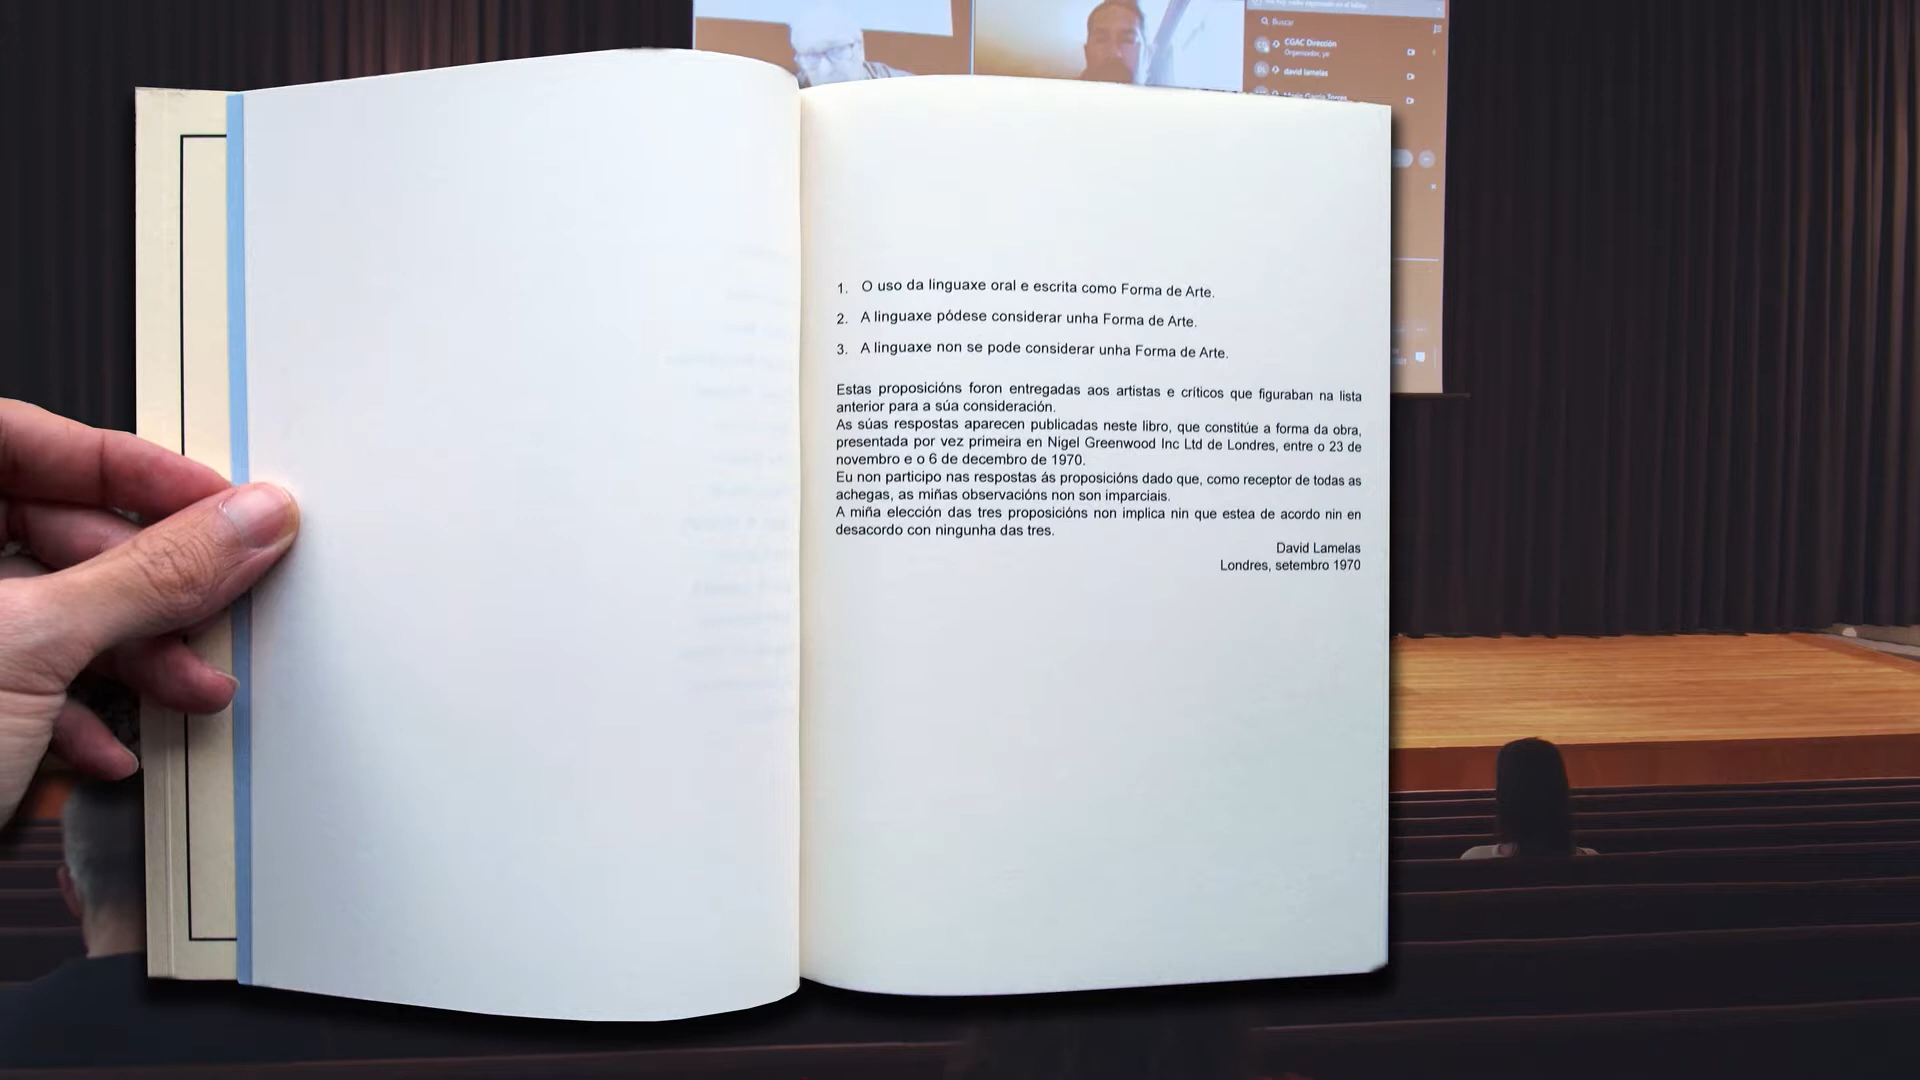 Buscar
CGAC Dirección
Organizador, yo
DL david lamelas
Mario García Torres
1. O uso da linguaxe oral e escrita como Forma de Arte.
2. A linguaxe pódese considerar unha Forma de Arte.
3. A linguaxe non se pode considerar unha Forma de Arte.
Estas proposicións foron entregadas aos artistas e críticos que figuraban na lista
anterior para a súa consideración.
As súas respostas aparecen publicadas neste libro, que constitúe a forma da obra,
presentada por vez primeira en Nigel Greenwood Inc Ltd de Londres, entre o 23 de
novembro e o 6 de decembro de 1970.
Eu non participo nas respostas ás proposicións dado que, como receptor de todas as
achegas, as miñas observacións non son imparciais.
A miña elección das tres proposicións non implica nin que estea de acordo nin en
desacordo con ningunha das tres.
David Lamelas
Londres, setembro 1970